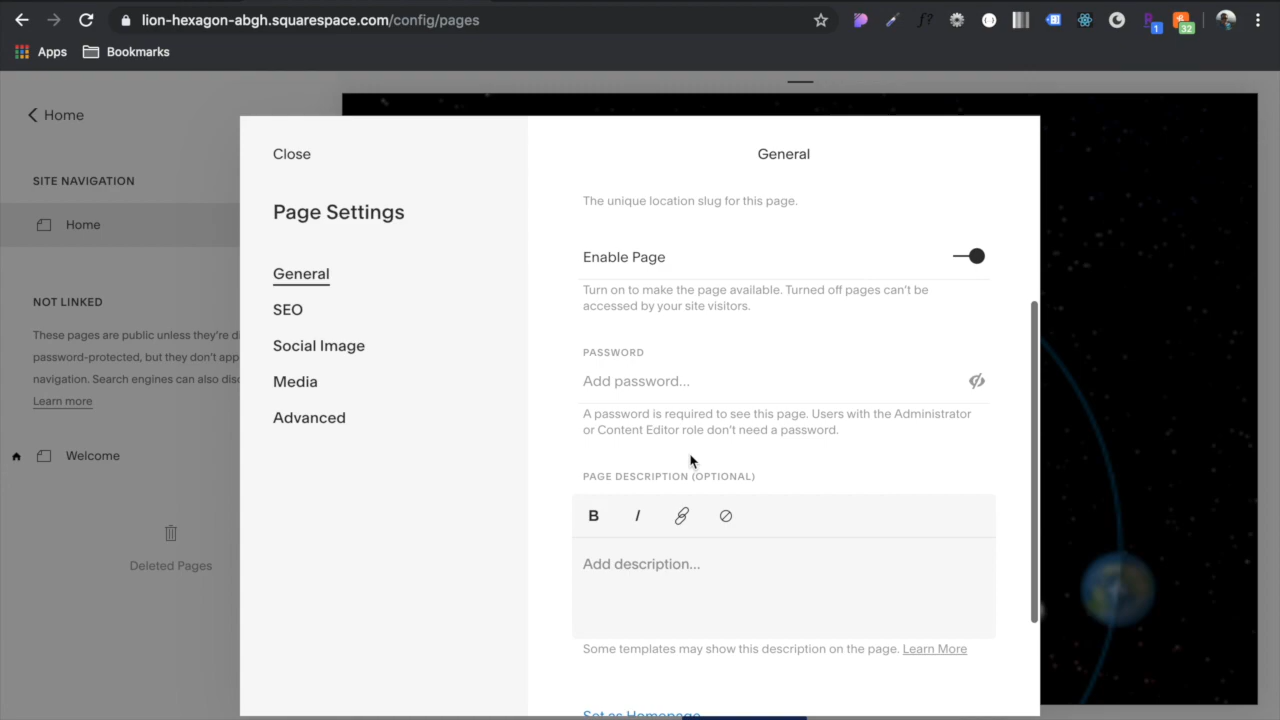 lion-hexagon-abgh.squarespace.com/config/pages
f?
1
32
Apps
Bookmarks
Home
SITE NAVIGATION
Home
NOT LINKED
These pages are public unless they're di
password-protected, but they don't app
navigation. Search engines can also disc
Learn more
Welcome
Deleted Pages
Close
Page Settings
General
SEO
Social Image
Media
Advanced
General
The unique location slug for this page.
Enable Page
Turn on to make the page available. Turned off pages can't be
accessed by your site visitors.
PASSWORD
Add password...
A password is required to see this page. Users with the Administrator
or Content Editor role don't need a password.
PAGE DESCRIPTION (OPTIONAL)
B I
Add description...
Some templates may show this description on the page. Learn More
Set as Homepage